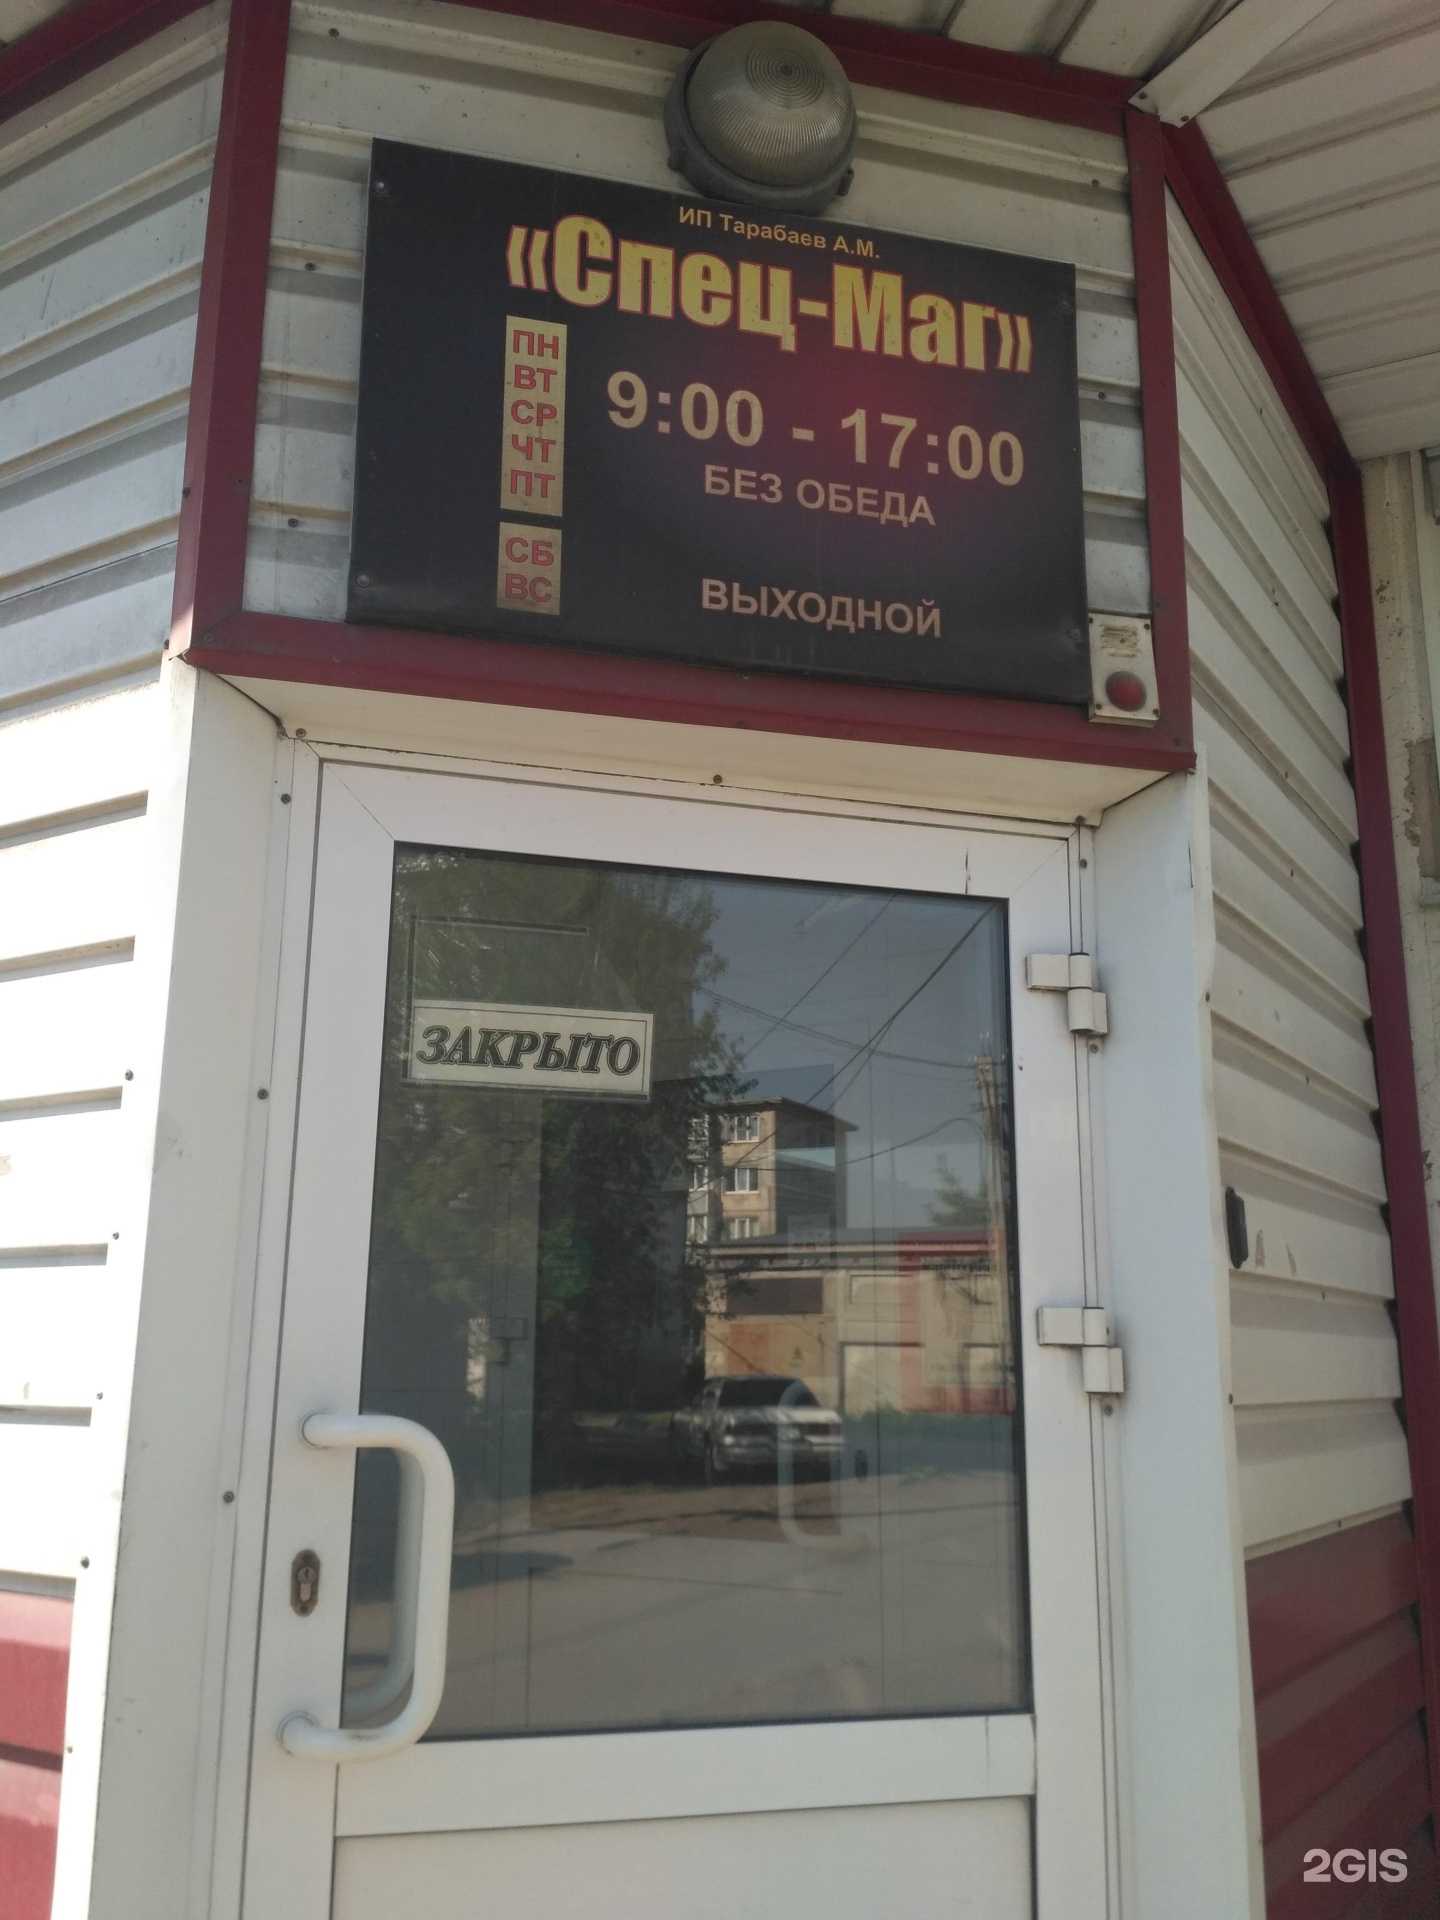 ИП Тарабаев А.М.
«Спец-Маг»
ПН
ВТ
СР
ЧТ
ПТ
9:00 - 17:00
БЕЗ ОБЕДА
СБ
ВС
ВЫХОДНОЙ
ЗАКРЫТО
2GIS